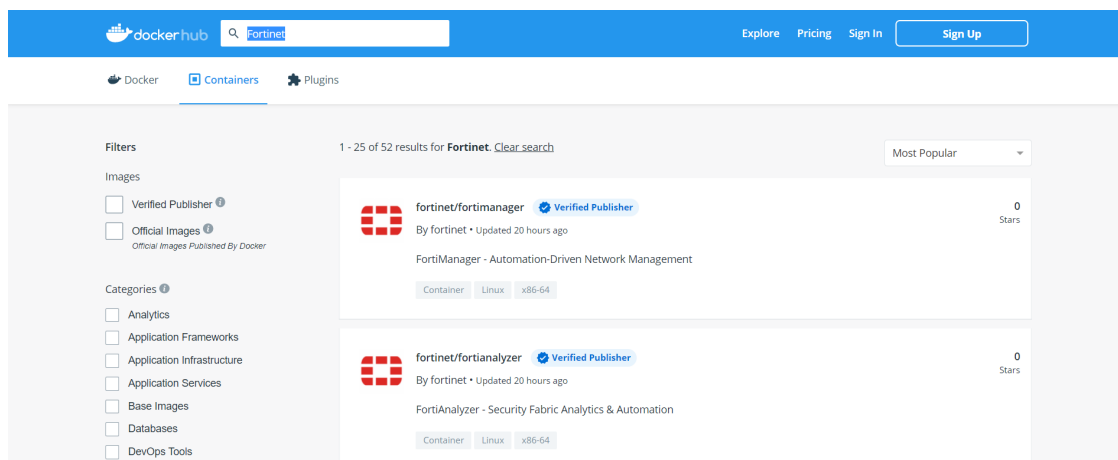 dockerhub Fortinet Explore Pricing Sign In Sign Up
Docker Containers Plugins
Filters
Images
Verified Publisher
Official Images
Official Images Published By Docker
Categories
Analytics
Application Frameworks
Application Infrastructure
Application Services
Base Images
Databases
DevOps Tools
1 - 25 of 52 results for Fortinet. Clear search
Most Popular
fortinet/fortimanager Verified Publisher
0
Stars
By fortinet • Updated 20 hours ago
FortiManager - Automation-Driven Network Management
Container Linux x86-64
fortinet/fortianalyzer Verified Publisher
0
Stars
By fortinet • Updated 20 hours ago
FortiAnalyzer - Security Fabric Analytics & Automation
Container Linux x86-64